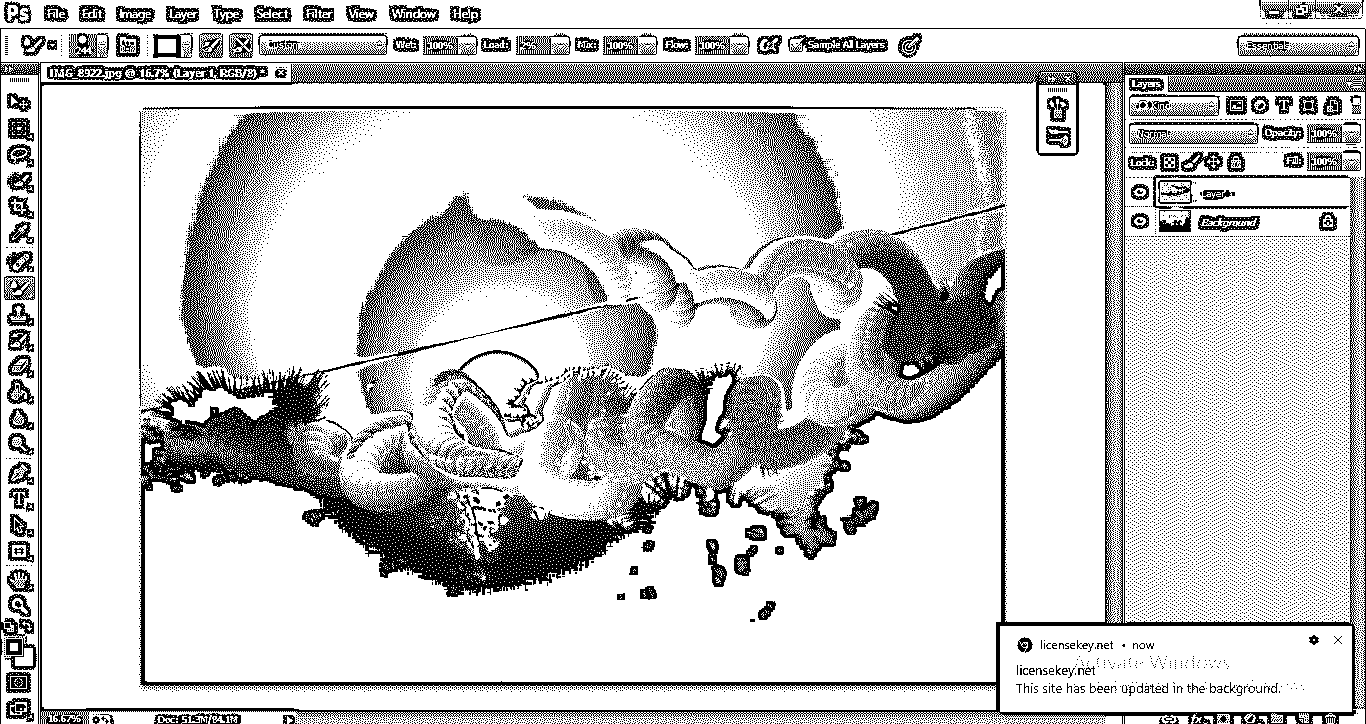 Ps File Edit Image Layer Type Select Filter View Window Help
Custom Wet: 100% Load: 2% Mix: 100% Flow: 100% Sample All Layers Essentials
IMG_8922.jpg @ 16.7% (Layer 1, RGB/8) *
Layers
Kind
Normal Opacity: 100%
Lock: Fill: 100%
Layer 1
Background
licensekey.net • now
Activate Windows
licensekey.net
This site has been updated in the background.
16.67% Doc: 51.3M/84.1M